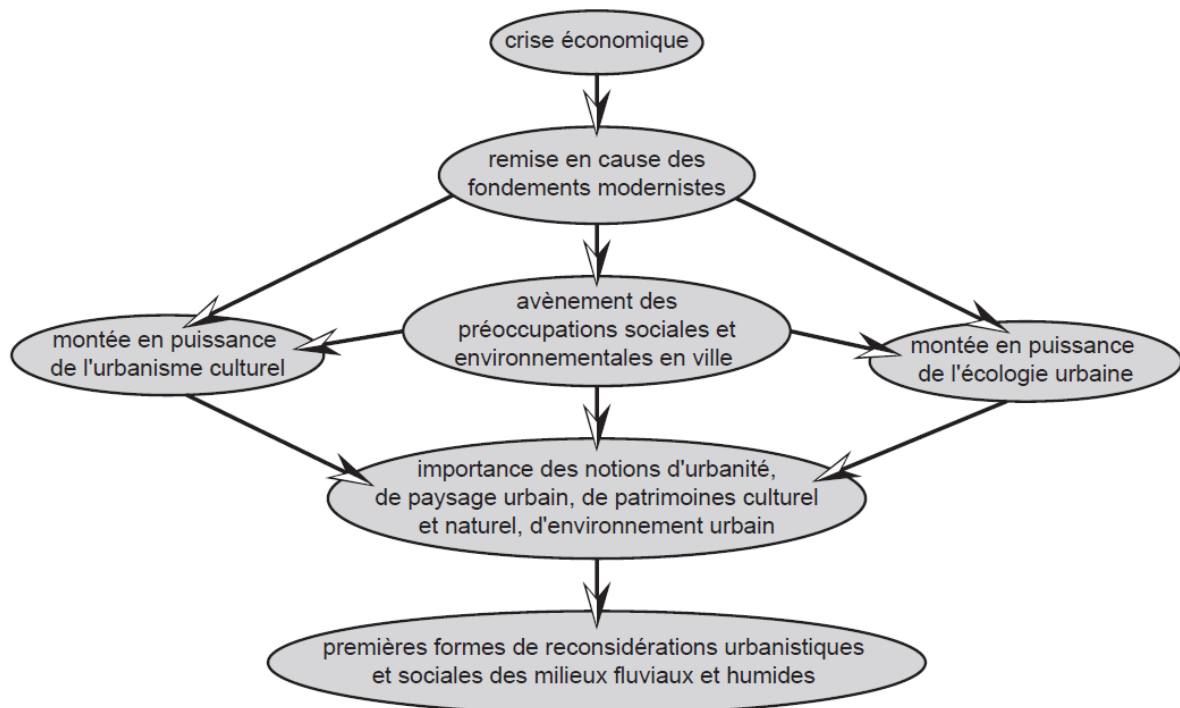 crise économique
remise en cause des
fondements modernistes
avènement des
préoccupations sociales et
environnementales en ville
montée en puissance
de l'urbanisme culturel
montée en puissance
de l'écologie urbaine
importance des notions d'urbanité,
de paysage urbain, de patrimoines culturel
et naturel, d'environnement urbain
premières formes de reconsidérations urbanistiques
et sociales des milieux fluviaux et humides